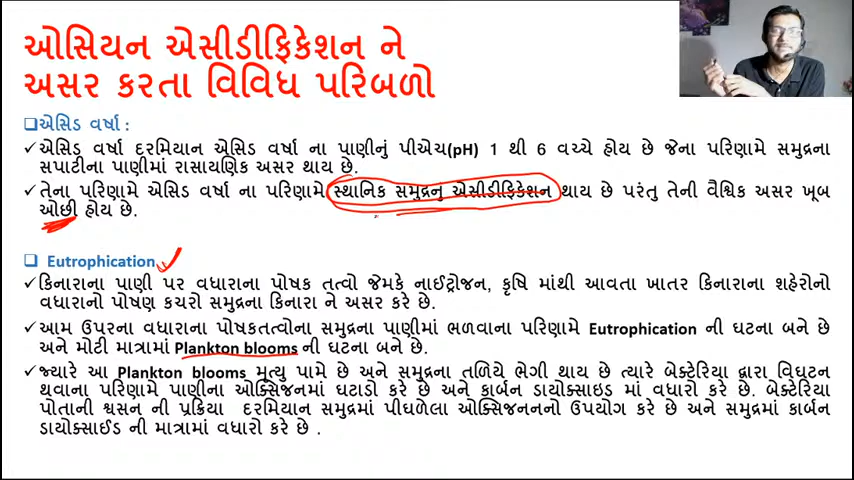 ઓસિયન એસીડીફિકેશન ને
અસર કરતા વિવિધ પરિબળો
એસિડ વર્ષા :
એસિડ વર્ષા દરમિયાન એસિડ વર્ષા ના પાણીનું પીએચ(pH) 1 થી 6 વચ્ચે હોય છે જેના પરિણામે સમુદ્રના
સપાટીના પાણીમાં રાસાયણિક અસર થાય છે.
તેના પરિણામે એસિડ વર્ષા ના પરિણામે સ્થાનિક સમુદ્રનુ એસીડીફિકેશન થાય છે પરંતુ તેની વૈશ્વિક અસર ખૂબ
ઓછી હોય છે.
Eutrophication
કિનારાના પાણી પર વધારાના પોષક તત્વો જેમકે નાઈટ્રોજન, કૃષિ માંથી આવતા ખાતર કિનારાના શહેરોનો
વધારાનો પોષણ કચરો સમુદ્રના કિનારા ને અસર કરે છે.
આમ ઉપરના વધારાના પોષકતત્વોના સમુદ્રના પાણીમાં ભળવાના પરિણામે Eutrophication ની ઘટના બને છે
અને મોટી માત્રામાં Plankton blooms ની ઘટના બને છે.
જ્યારે આ Plankton blooms મૃત્યુ પામે છે અને સમુદ્રના તળિયે ભેગી થાય છે ત્યારે બેક્ટેરિયા દ્વારા વિઘટન
થવાના પરિણામે પાણીના ઓક્સિજનમાં ઘટાડો કરે છે અને કાર્બન ડાયોક્સાઇડ માં વધારો કરે છે. બેક્ટેરિયા
પોતાની શ્વસન ની પ્રક્રિયા દરમિયાન સમુદ્રમાં પીઘળેલા ઓક્સિજનનનો ઉપયોગ કરે છે અને સમુદ્રમાં કાર્બન
ડાયોક્સાઈડ ની માત્રામાં વધારો કરે છે .